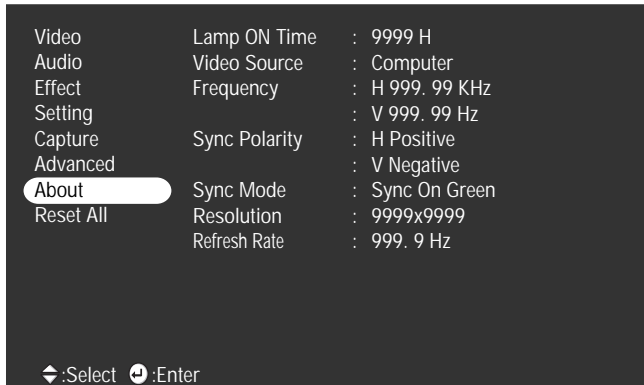 Video
Audio
Effect
Setting
Capture
Advanced
About
Reset All
Lamp ON Time : 9999 H
Video Source : Computer
Frequency : H 999. 99 KHz
: V 999. 99 Hz
Sync Polarity : H Positive
: V Negative
Sync Mode : Sync On Green
Resolution : 9999x9999
Refresh Rate : 999. 9 Hz
:Select :Enter